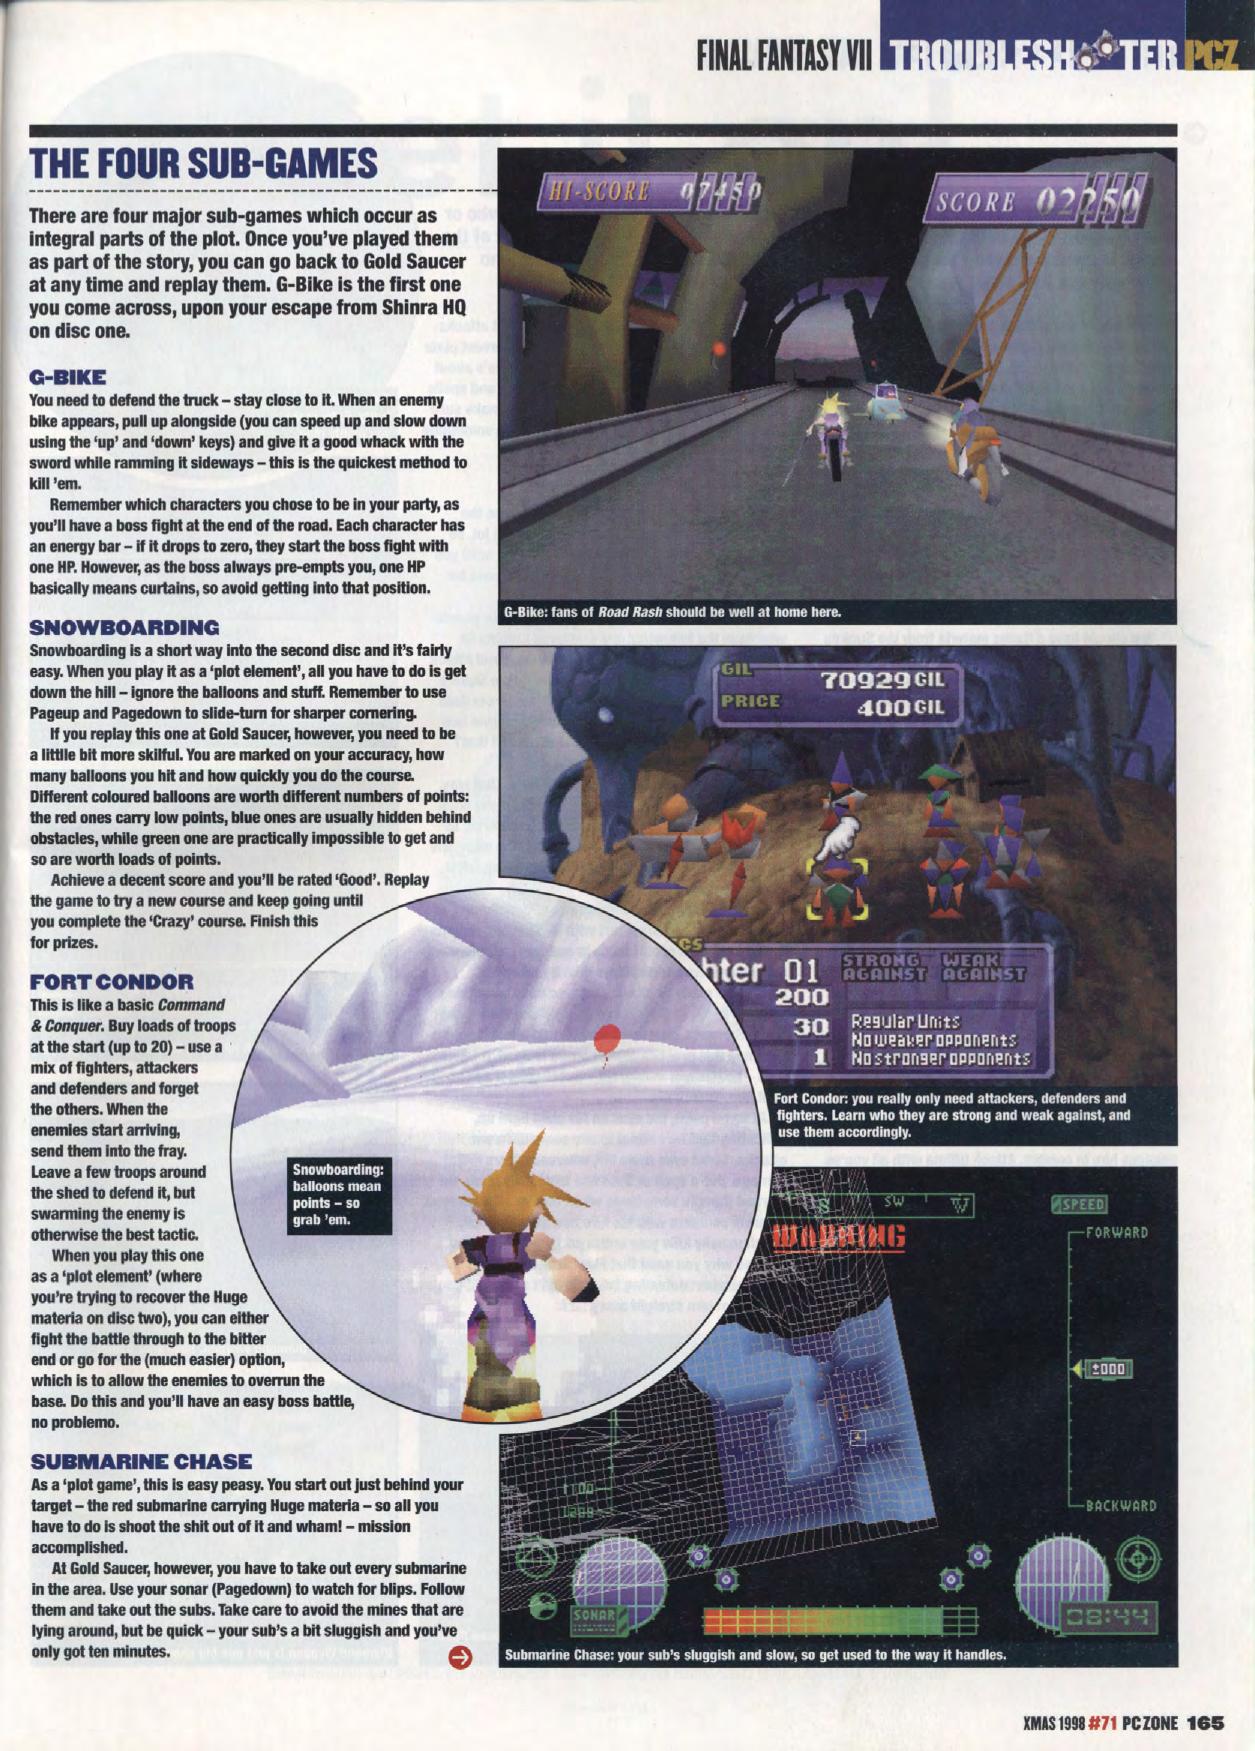 FINAL FANTASY VII TROUBLESHOOTER PCZ
THE FOUR SUB-GAMES
There are four major sub-games which occur as
integral parts of the plot. Once you've played them
as part of the story, you can go back to Gold Saucer
at any time and replay them. G-Bike is the first one
you come across, upon your escape from Shinra HQ
on disc one.
G-BIKE
You need to defend the truck – stay close to it. When an enemy
bike appears, pull up alongside (you can speed up and slow down
using the 'up' and 'down' keys) and give it a good whack with the
sword while ramming it sideways – this is the quickest method to
kill 'em.
Remember which characters you chose to be in your party, as
you'll have a boss fight at the end of the road. Each character has
an energy bar – if it drops to zero, they start the boss fight with
one HP. However, as the boss always pre-empts you, one HP
basically means curtains, so avoid getting into that position.
SNOWBOARDING
Snowboarding is a short way into the second disc and it's fairly
easy. When you play it as a 'plot element', all you have to do is get
down the hill – ignore the balloons and stuff. Remember to use
Pageup and Pagedown to slide-turn for sharper cornering.
If you replay this one at Gold Saucer, however, you need to be
a littlle bit more skilful. You are marked on your accuracy, how
many balloons you hit and how quickly you do the course.
Different coloured balloons are worth different numbers of points:
the red ones carry low points, blue ones are usually hidden behind
obstacles, while green one are practically impossible to get and
so are worth loads of points.
Achieve a decent score and you'll be rated 'Good'. Replay
the game to try a new course and keep going until
you complete the 'Crazy' course. Finish this
for prizes.
FORT CONDOR
This is like a basic Command
& Conquer. Buy loads of troops
at the start (up to 20) – use a
mix of fighters, attackers
and defenders and forget
the others. When the
enemies start arriving,
send them into the fray.
Leave a few troops around
the shed to defend it, but
swarming the enemy is
otherwise the best tactic.
When you play this one
as a 'plot element' (where
you're trying to recover the Huge
materia on disc two), you can either
fight the battle through to the bitter
end or go for the (much easier) option,
which is to allow the enemies to overrun the
base. Do this and you'll have an easy boss battle,
no problemo.
SUBMARINE CHASE
As a 'plot game', this is easy peasy. You start out just behind your
target – the red submarine carrying Huge materia – so all you
have to do is shoot the shit out of it and wham! – mission
accomplished.
At Gold Saucer, however, you have to take out every submarine
in the area. Use your sonar (Pagedown) to watch for blips. Follow
them and take out the subs. Take care to avoid the mines that are
lying around, but be quick – your sub's a bit sluggish and you've
only got ten minutes.
HI-SCORE 07450
SCORE 02250
G-Bike: fans of Road Rash should be well at home here.
GIL 70929 GIL
PRICE 400 GIL
hter 01
200
30
1
STRONG AGAINST WEAK AGAINST
Regular Units
No weaker opponents
No stronger opponents
Fort Condor: you really only need attackers, defenders and
fighters. Learn who they are strong and weak against, and
use them accordingly.
Snowboarding:
balloons mean
points – so
grab 'em.
S SW W
WARNING
SPEED
FORWARD
±000
BACKWARD
1100
SONAR
08:44
Submarine Chase: your sub's sluggish and slow, so get used to the way it handles.
XMAS 1998 #71 PC ZONE 165